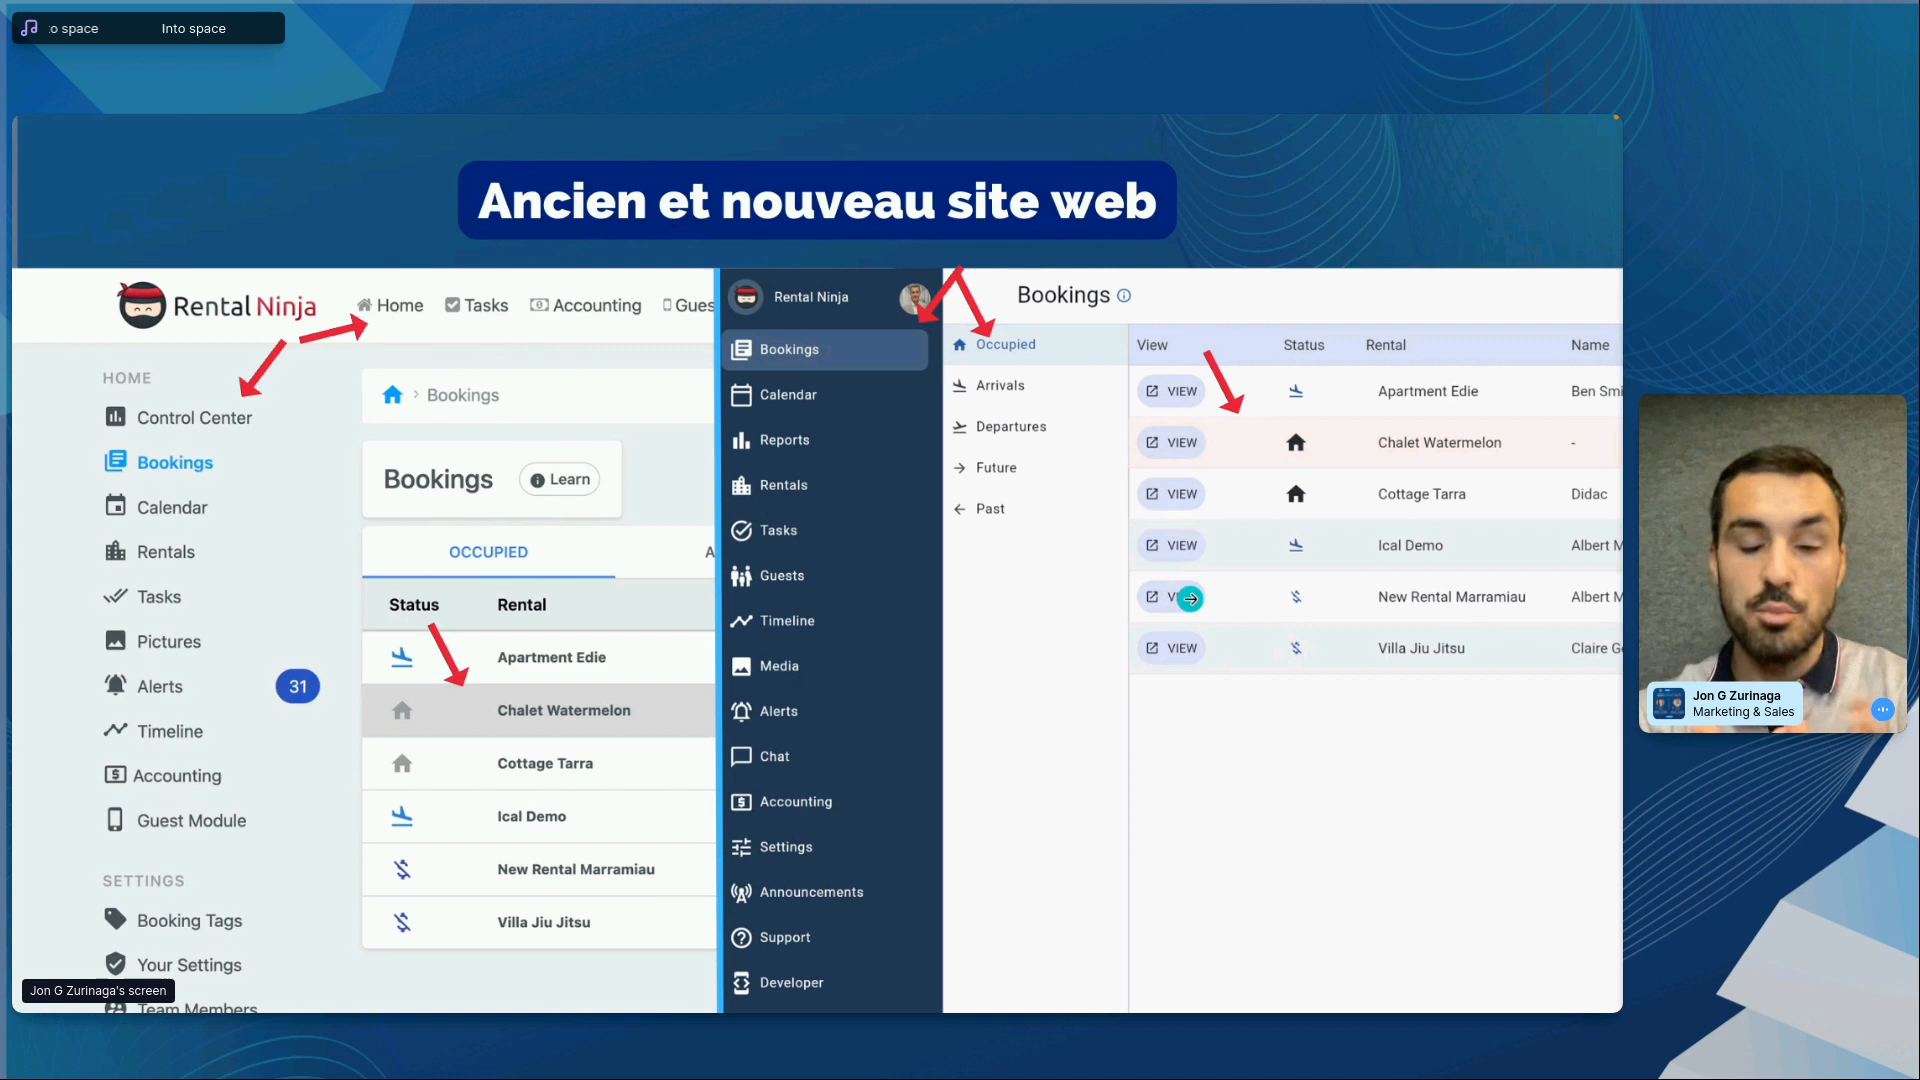 Into space
Ancien et nouveau site web
Rental Ninja
Home
Tasks
Accounting
HOME
Control Center
Bookings
Calendar
Rentals
Tasks
Pictures
Alerts
31
Timeline
Accounting
Guest Module
SETTINGS
Booking Tags
Your Settings
Team Members
Bookings
Bookings
Learn
OCCUPIED
Status
Rental
Apartment Edie
Chalet Watermelon
Cottage Tarra
Ical Demo
New Rental Marramiau
Villa Jiu Jitsu
Rental Ninja
Bookings
Calendar
Reports
Rentals
Tasks
Guests
Timeline
Media
Alerts
Chat
Accounting
Settings
Announcements
Support
Developer
Bookings
Occupied
Arrivals
Departures
Future
Past
View Status Rental Name
VIEW Apartment Edie Ben
VIEW Chalet Watermelon -
VIEW Cottage Tarra Didac
VIEW Ical Demo Albert M
New Rental Marramiau Albert M
VIEW Villa Jiu Jitsu Claire
Jon G Zurinaga
Marketing & Sales
Jon G Zurinaga's screen